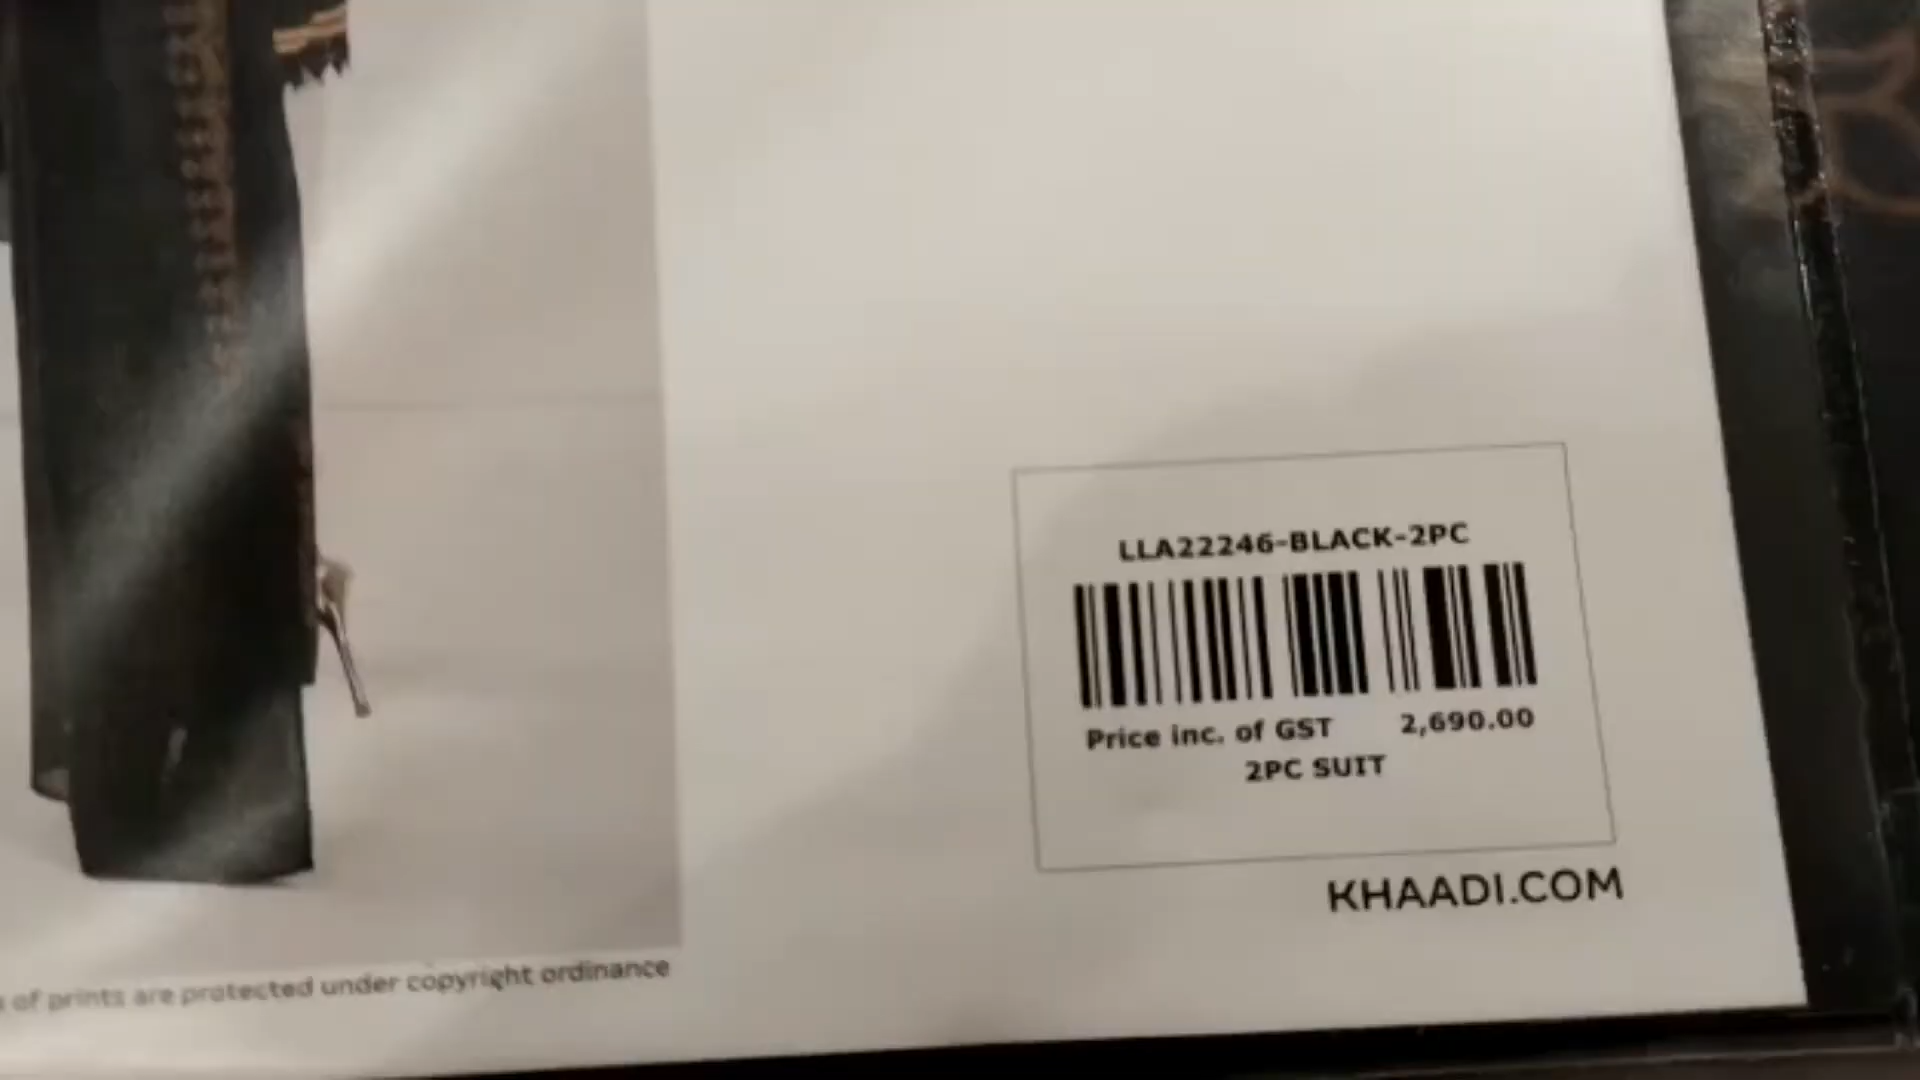 LLA22246-BLACK-2PC
Price inc. of GST 2,690.00
2PC SUIT
KHAADI.COM
of prints are protected under copyright ordinance